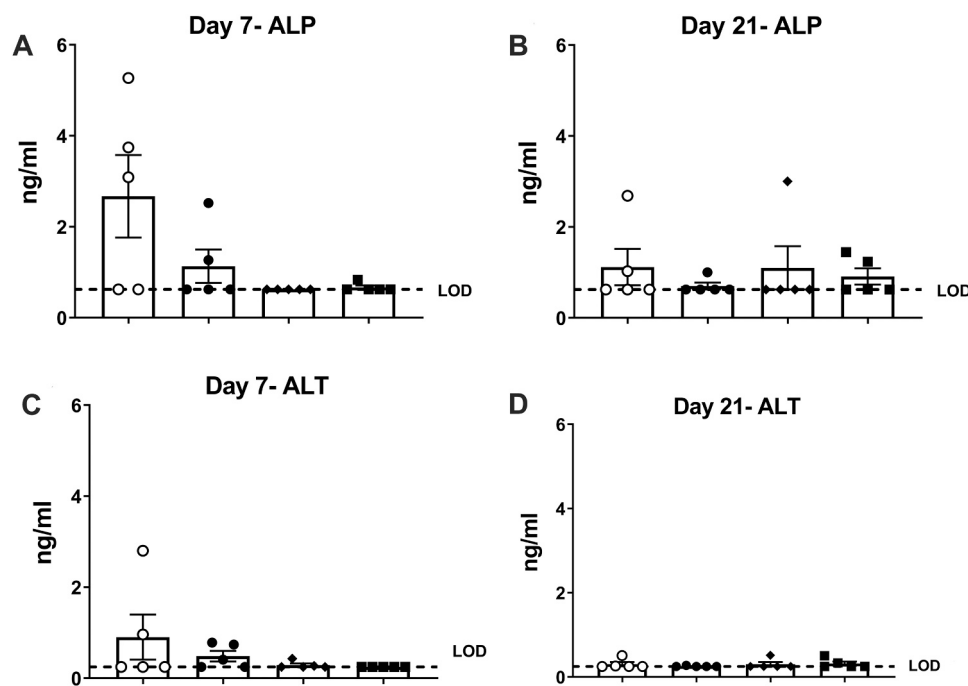 A
Day 7- ALP
ng/ml
6
4
2
0
LOD
B
Day 21- ALP
ng/ml
6
4
2
0
LOD
C
Day 7- ALT
ng/ml
6
4
2
0
LOD
D
Day 21- ALT
ng/ml
6
4
2
0
LOD